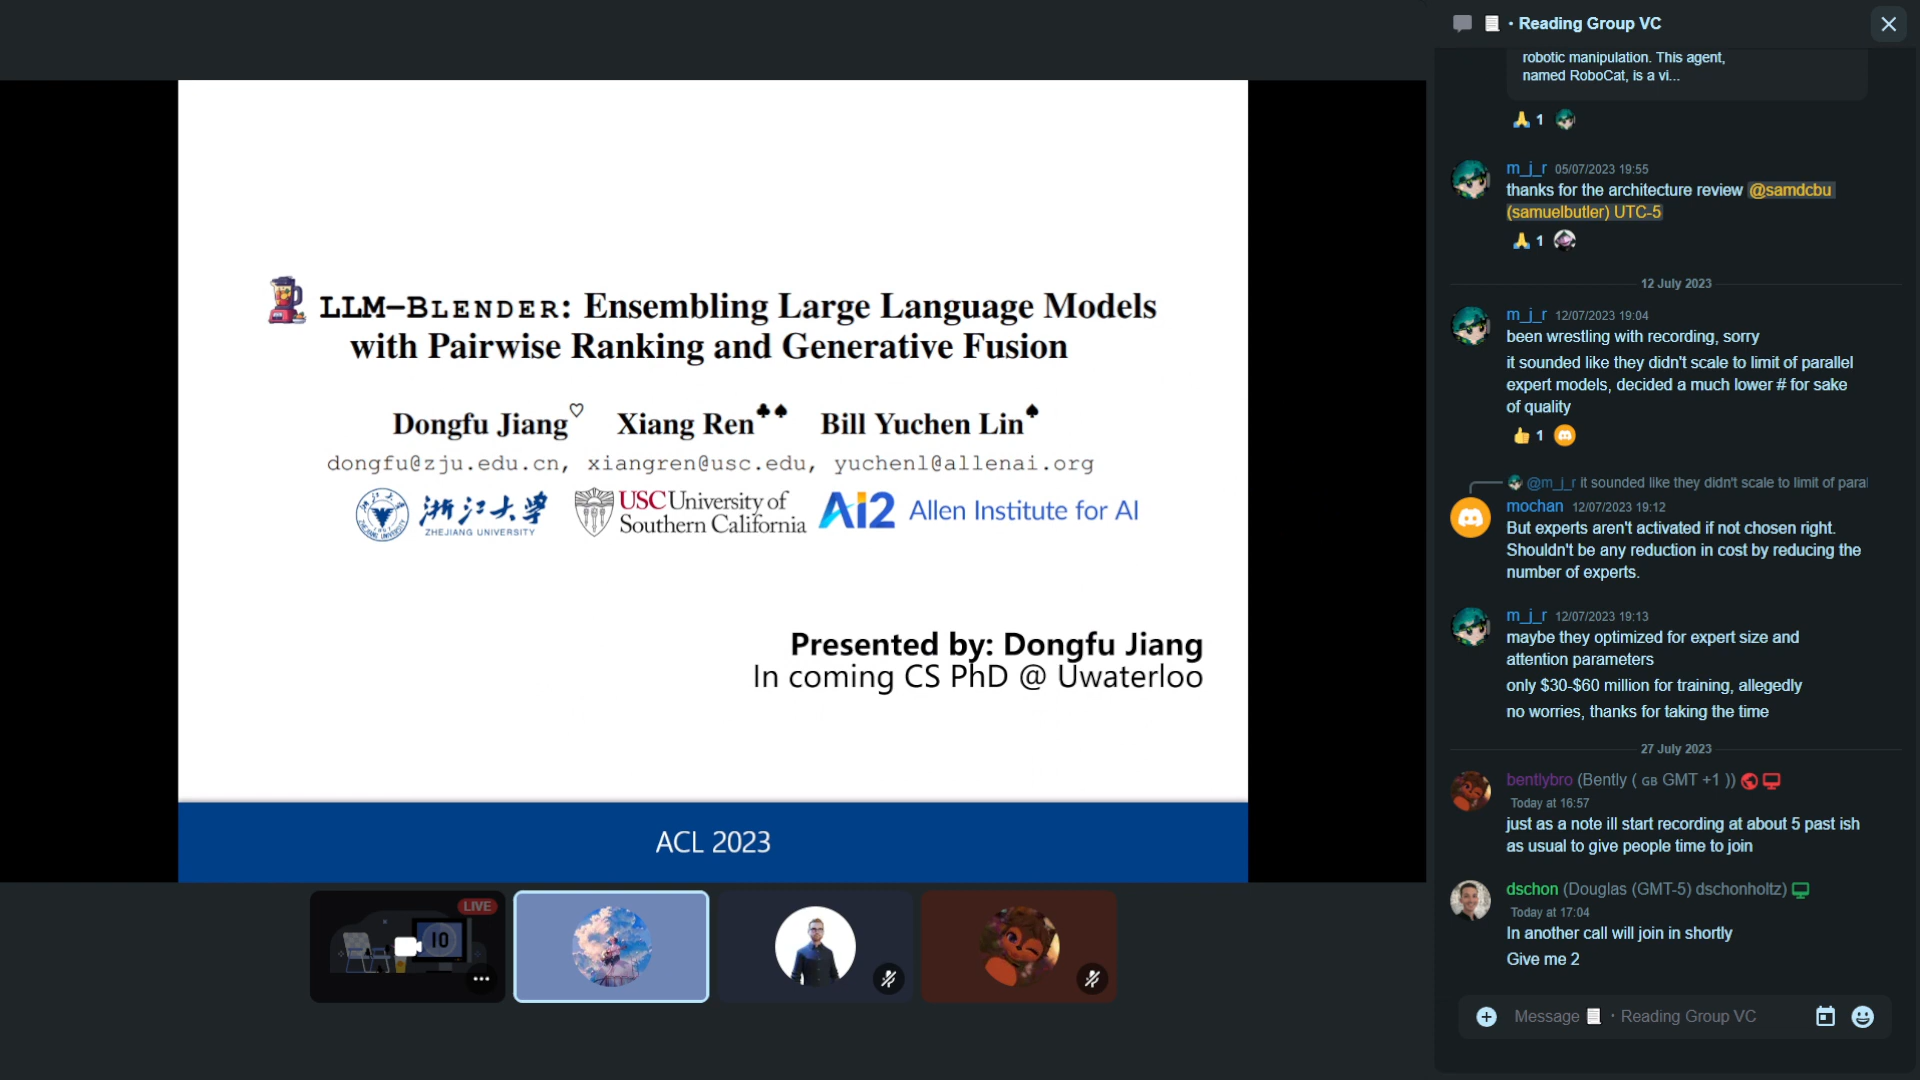 LLM-BLENDER: Ensembling Large Language Models
with Pairwise Ranking and Generative Fusion
Dongfu Jiang♡ Xiang Ren♣♠ Bill Yuchen Lin♠
dongfu@zju.edu.cn, xiangren@usc.edu, yuchenl@allenai.org
浙江大学
ZHEJIANG UNIVERSITY
USC University of
Southern California
Ai2 Allen Institute for AI
Presented by: Dongfu Jiang
In coming CS PhD @ Uwaterloo
ACL 2023
LIVE
10
• Reading Group VC
robotic manipulation. This agent,
named RoboCat, is a vi...
1
m_j_r 05/07/2023 19:55
thanks for the architecture review @samdcbu
(samuelbutler) UTC-5
1
12 July 2023
m_j_r 12/07/2023 19:04
been wrestling with recording, sorry
it sounded like they didn't scale to limit of parallel
expert models, decided a much lower # for sake
of quality
1
@m_j_r it sounded like they didn't scale to limit of paral
mochan 12/07/2023 19:12
But experts aren't activated if not chosen right.
Shouldn't be any reduction in cost by reducing the
number of experts.
m_j_r 12/07/2023 19:13
maybe they optimized for expert size and
attention parameters
only $30-$60 million for training, allegedly
no worries, thanks for taking the time
27 July 2023
bentlybro (Bently ( GB GMT +1 ))
Today at 16:57
just as a note ill start recording at about 5 past ish
as usual to give people time to join
dschon (Douglas (GMT-5) dschonholtz)
Today at 17:04
In another call will join in shortly
Give me 2
Message • Reading Group VC